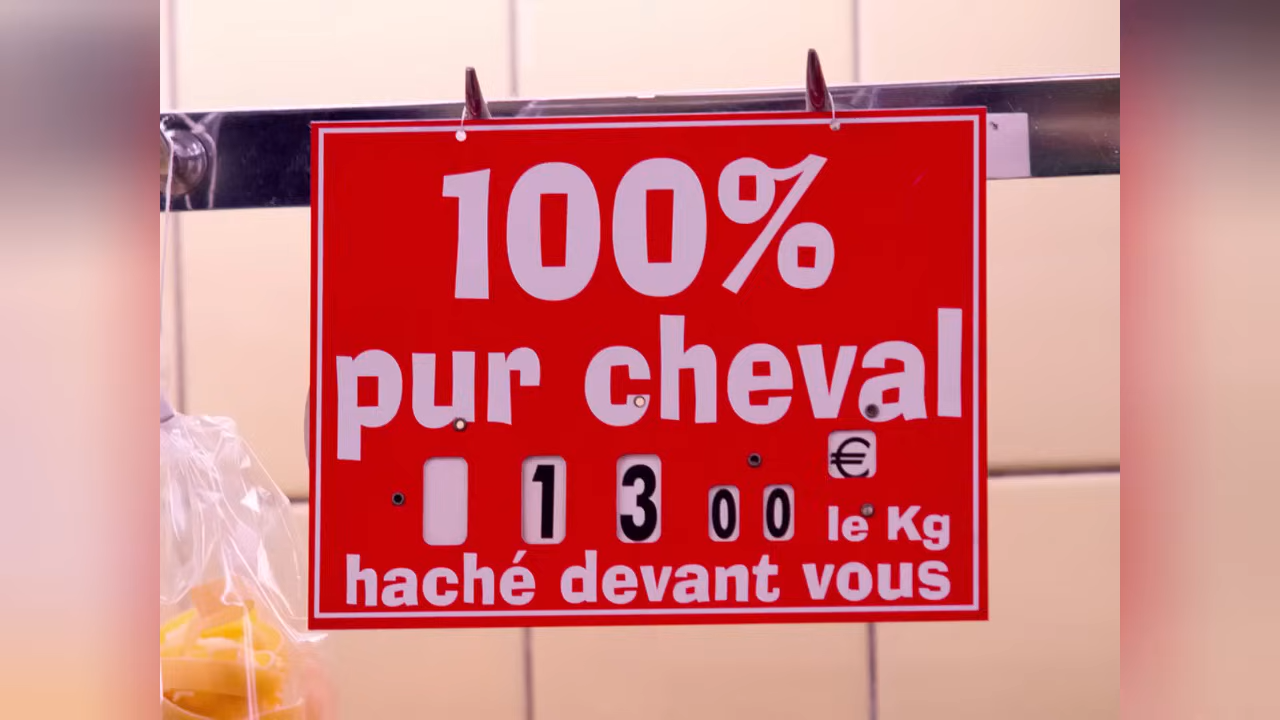 100%
pur cheval
13 00 €
le Kg
haché devant vous